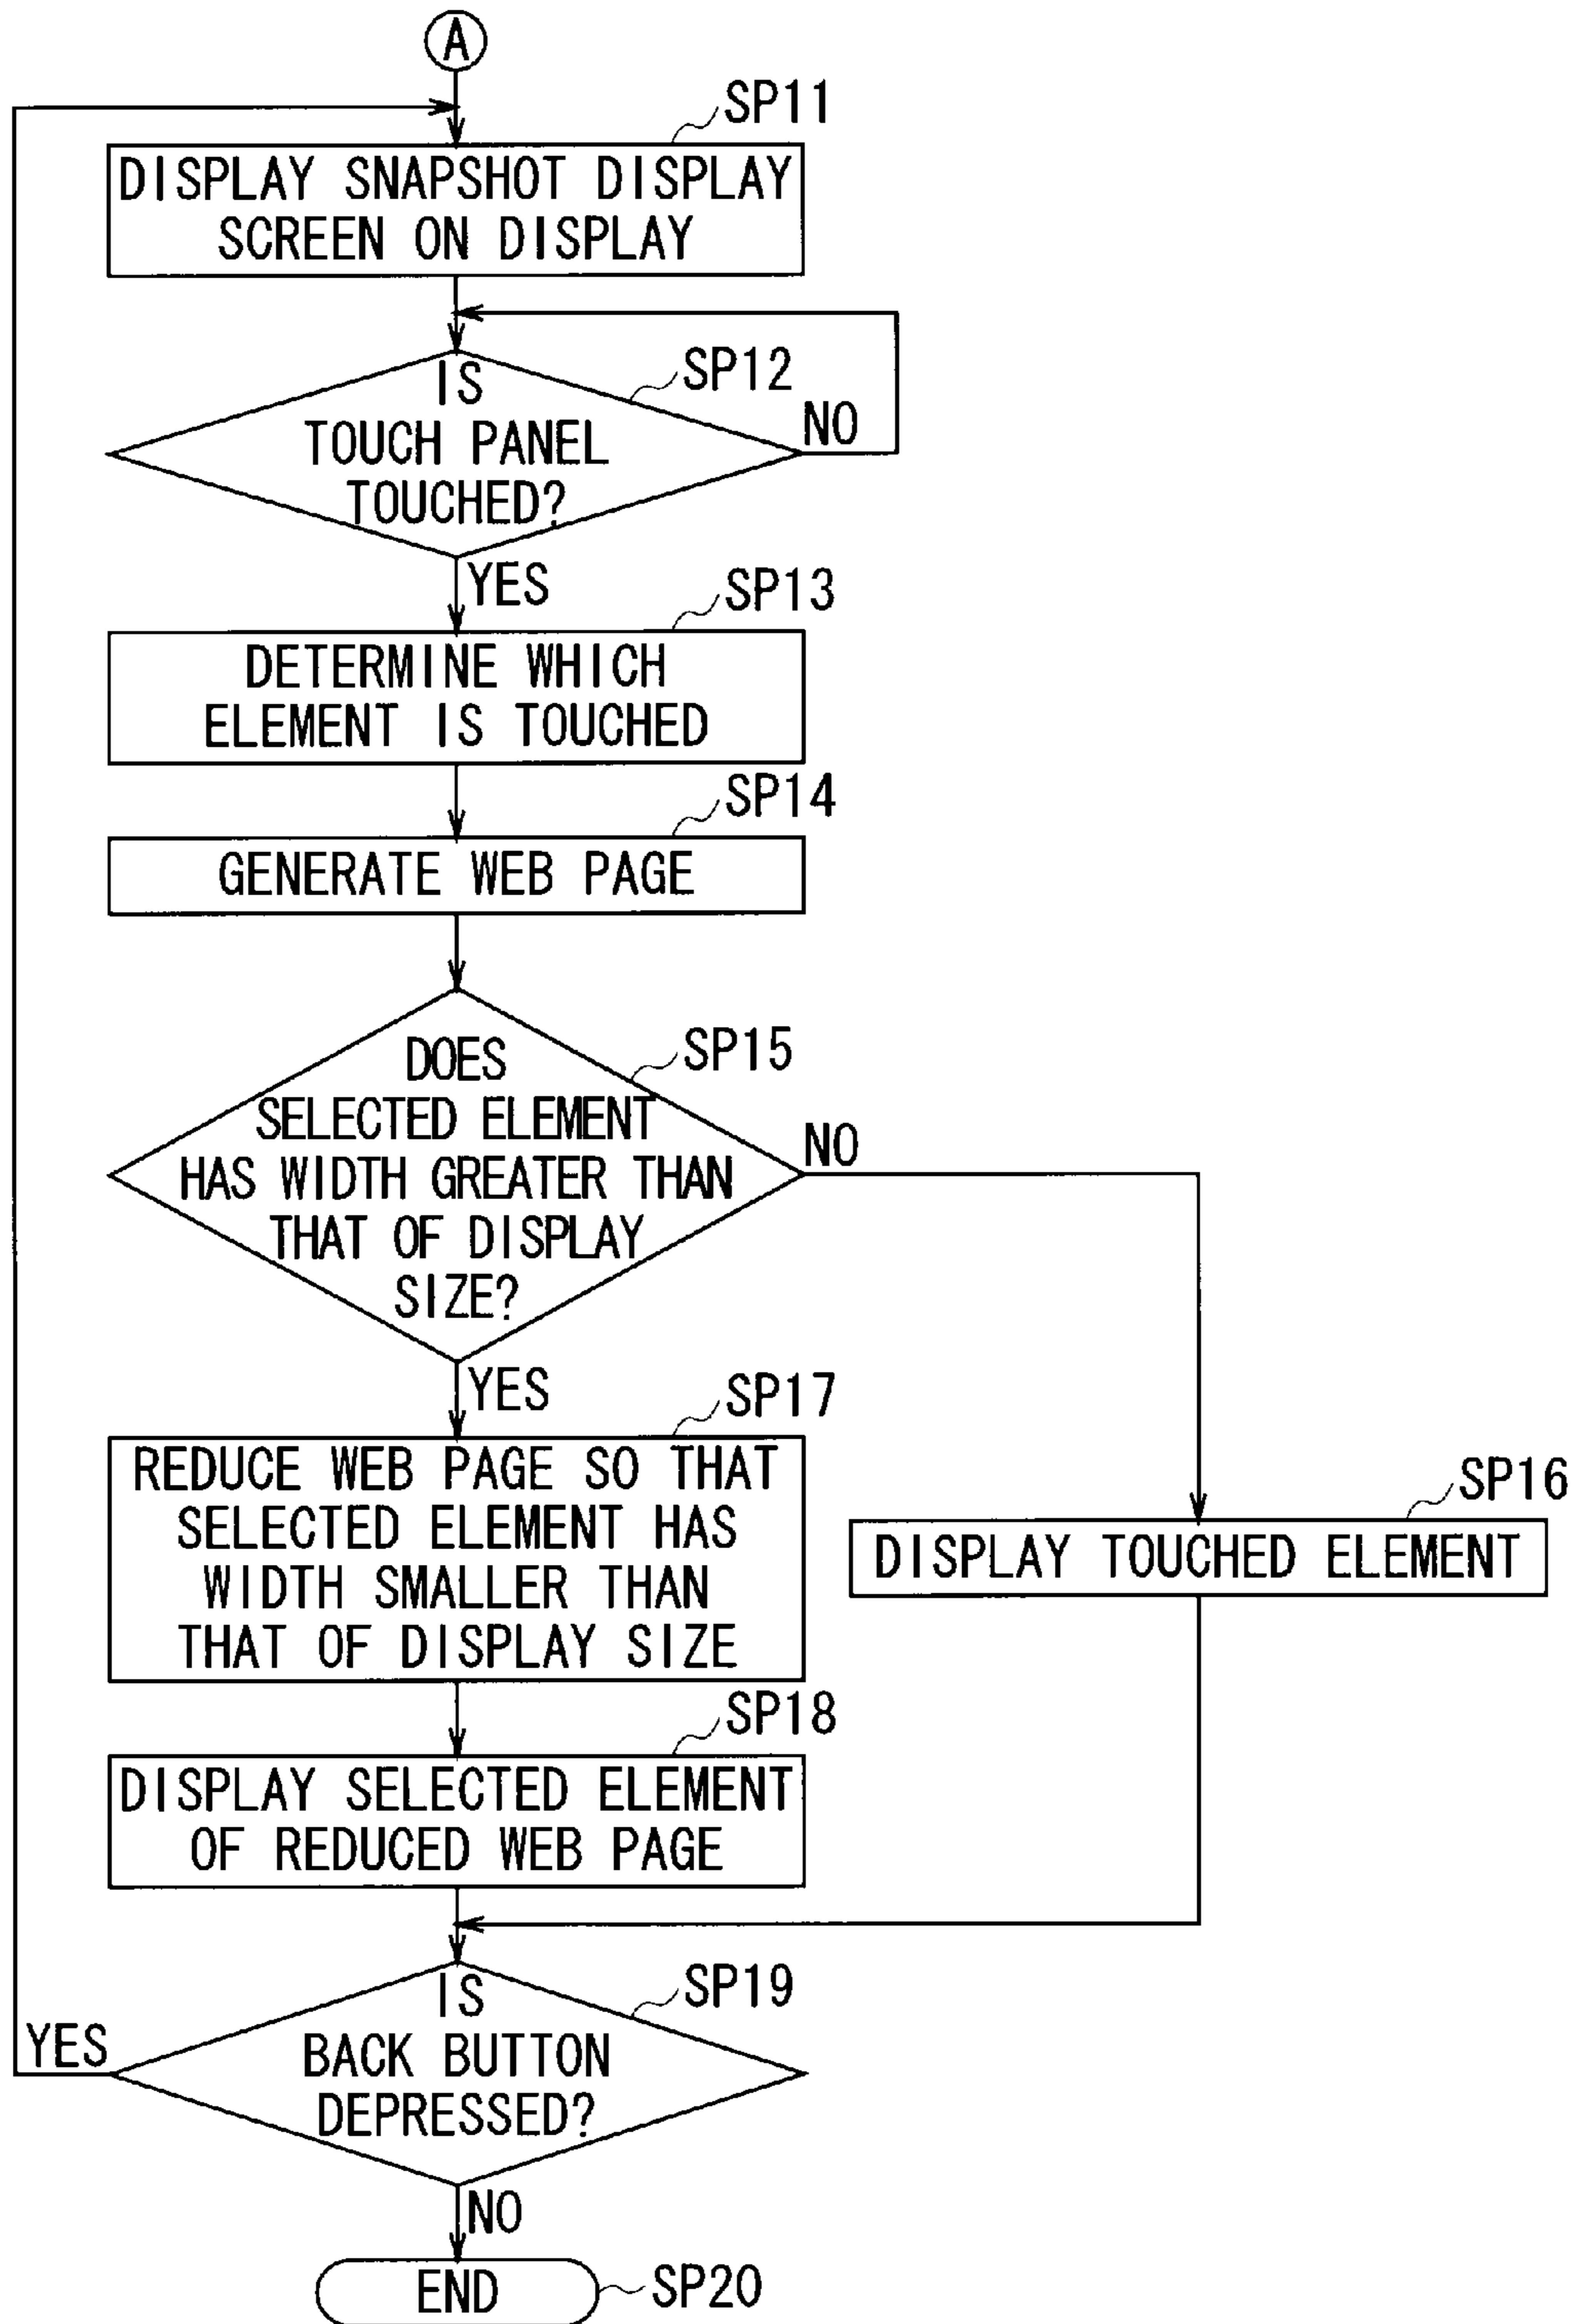 A
SP11
DISPLAY SNAPSHOT DISPLAY
SCREEN ON DISPLAY
SP12
IS
TOUCH PANEL
TOUCHED?
NO
YES
SP13
DETERMINE WHICH
ELEMENT IS TOUCHED
SP14
GENERATE WEB PAGE
SP15
DOES
SELECTED ELEMENT
HAS WIDTH GREATER THAN
THAT OF DISPLAY
SIZE?
NO
YES
SP17
REDUCE WEB PAGE SO THAT
SELECTED ELEMENT HAS
WIDTH SMALLER THAN
THAT OF DISPLAY SIZE
SP16
DISPLAY TOUCHED ELEMENT
SP18
DISPLAY SELECTED ELEMENT
OF REDUCED WEB PAGE
SP19
IS
BACK BUTTON
DEPRESSED?
YES
NO
END
SP20